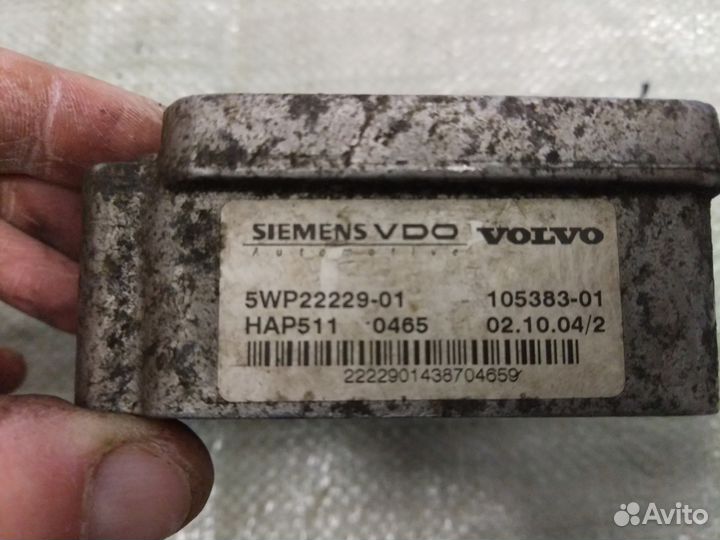 SIEMENS VDO VOLVO
Automotive
5WP22229-01 105383-01
HAP511 0465 02.10.04/2
2222901438704659
Avito